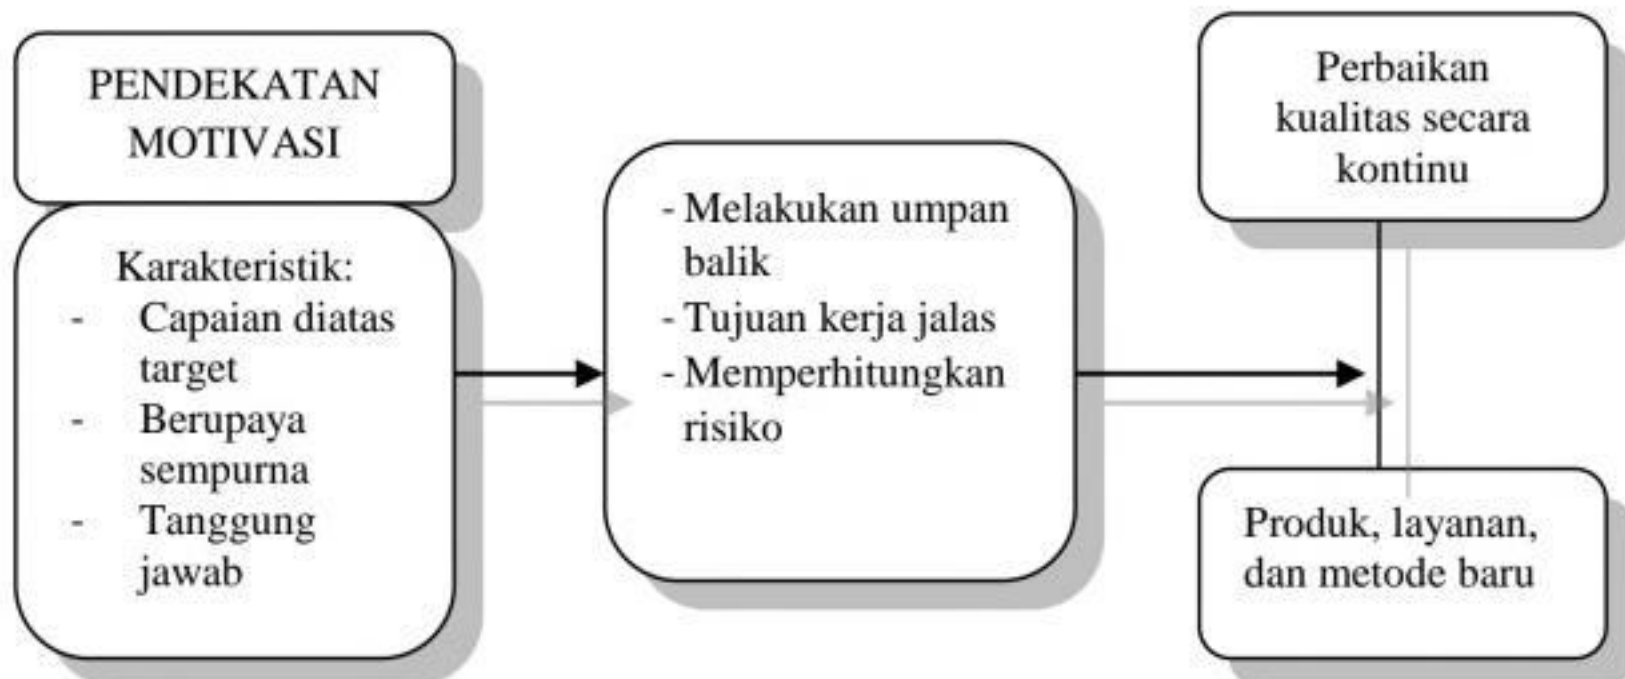 PENDEKATAN
MOTIVASI
Karakteristik:
- Capaian diatas
target
- Berupaya
sempurna
- Tanggung
jawab
- Melakukan umpan
balik
- Tujuan kerja jalas
- Memperhitungkan
risiko
Perbaikan
kualitas secara
kontinu
Produk, layanan,
dan metode baru